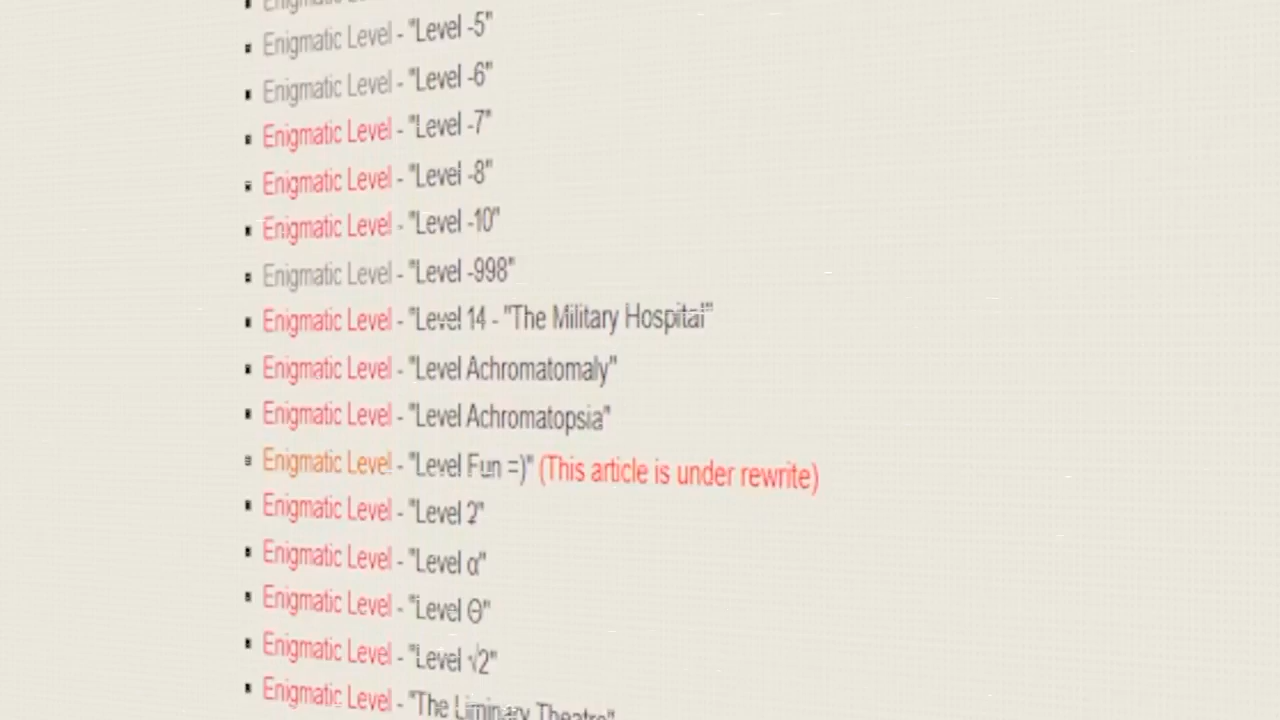 Enigmatic
Enigmatic Level - "Level -5"
Enigmatic Level - "Level -6"
Enigmatic Level - "Level -7"
Enigmatic Level - "Level -8"
Enigmatic Level - "Level -10"
Enigmatic Level - "Level -998"
Enigmatic Level - "Level 14 - "The Military Hospital"
Enigmatic Level - "Level Achromatomaly"
Enigmatic Level - "Level Achromatopsia"
Enigmatic Level - "Level Fun =)" (This article is under rewrite)
Enigmatic Level - "Level 2"
Enigmatic Level - "Level α"
Enigmatic Level - "Level Θ"
Enigmatic Level - "Level √2"
Enigmatic Level - "The Liminary Theatre"